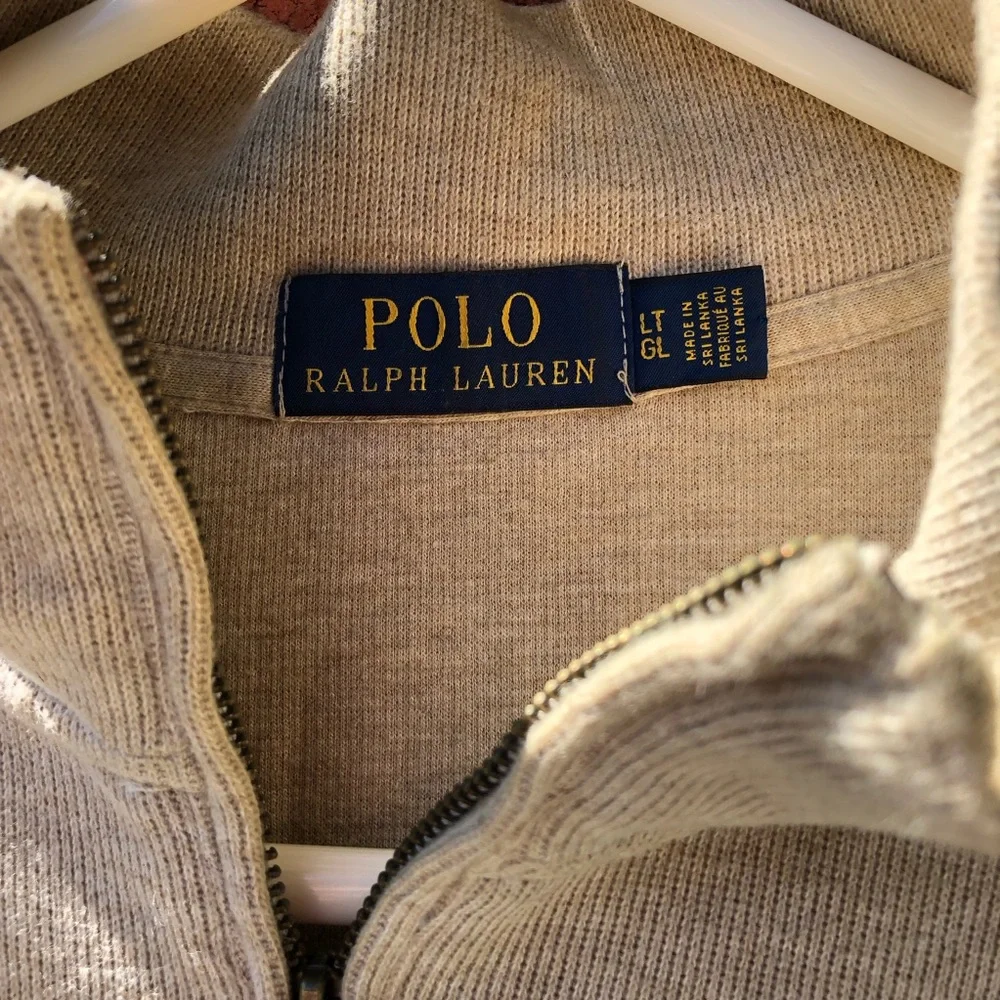 POLO
RALPH LAUREN
LT
GL
MADE IN
SRI LANKA
FABRIQUÉ AU
SRI LANKA